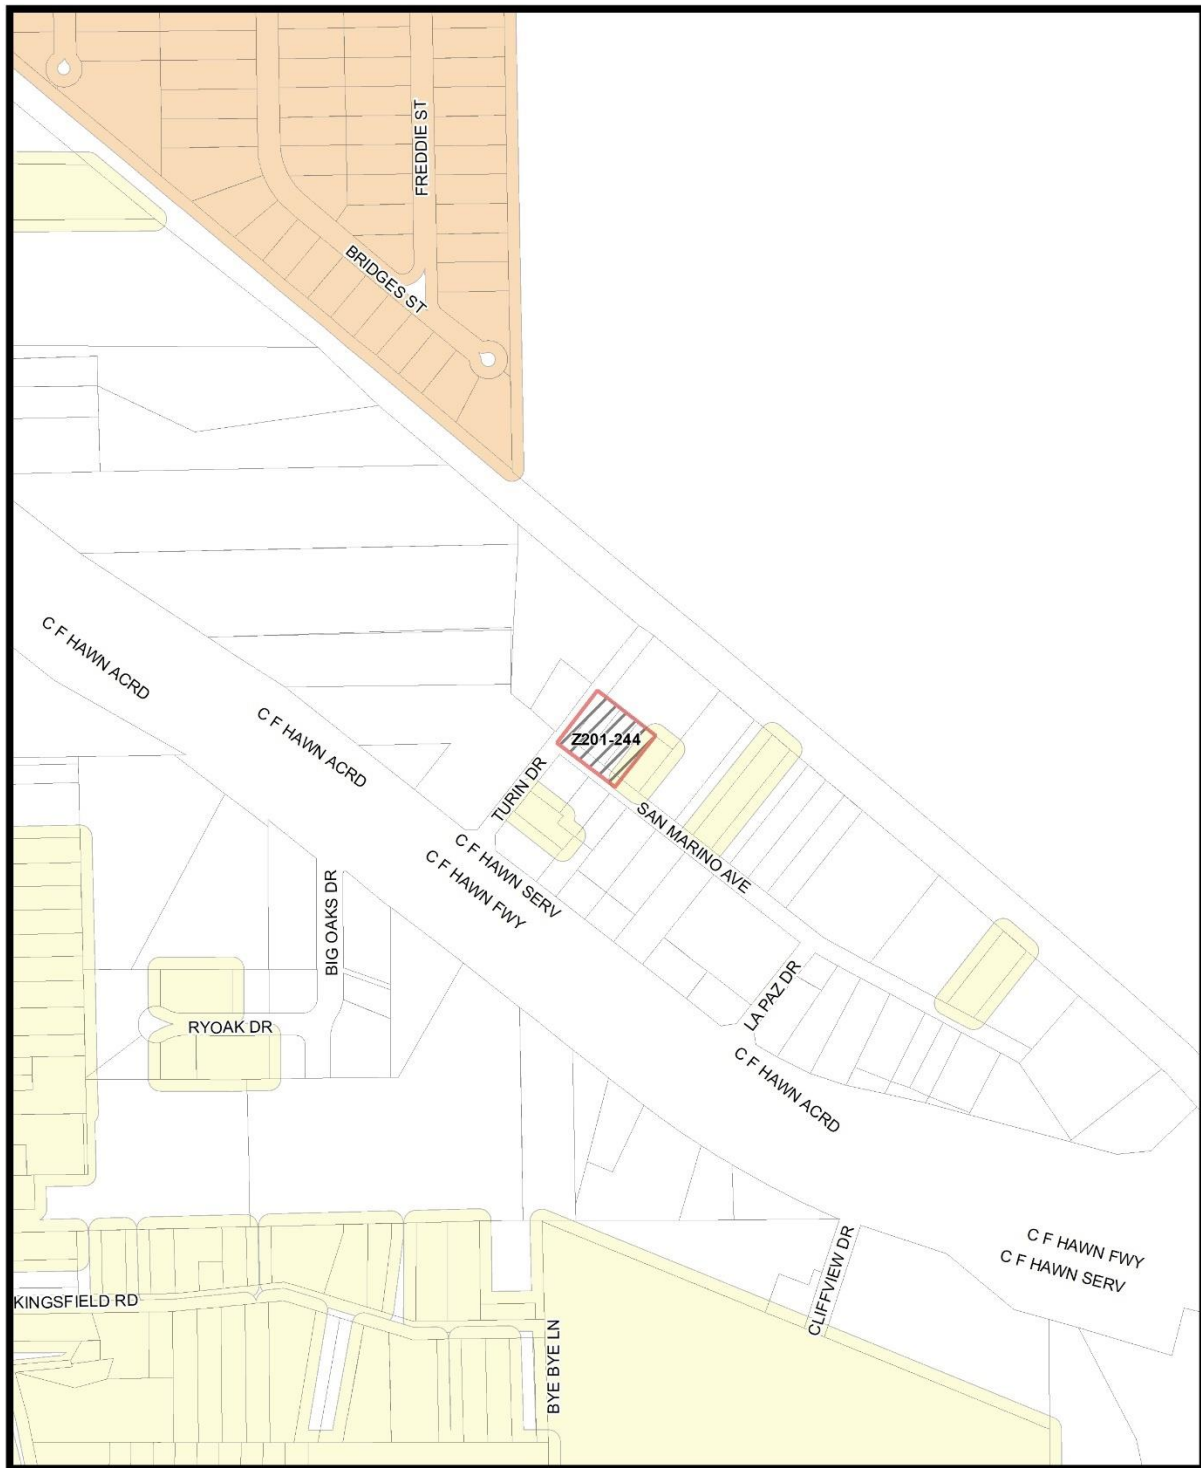 FREDDIE ST
BRIDGES ST
C F HAWN ACRD
C F HAWN ACRD
Z201-244
TURIN DR
SAN MARINO AVE
C F HAWN SERV
C F HAWN FWY
BIG OAKS DR
LA PAZ DR
RYOAK DR
C F HAWN ACRD
CLIFFVIEW DR
C F HAWN FWY
C F HAWN SERV
KINGSFIELD RD
BYE BYE LN